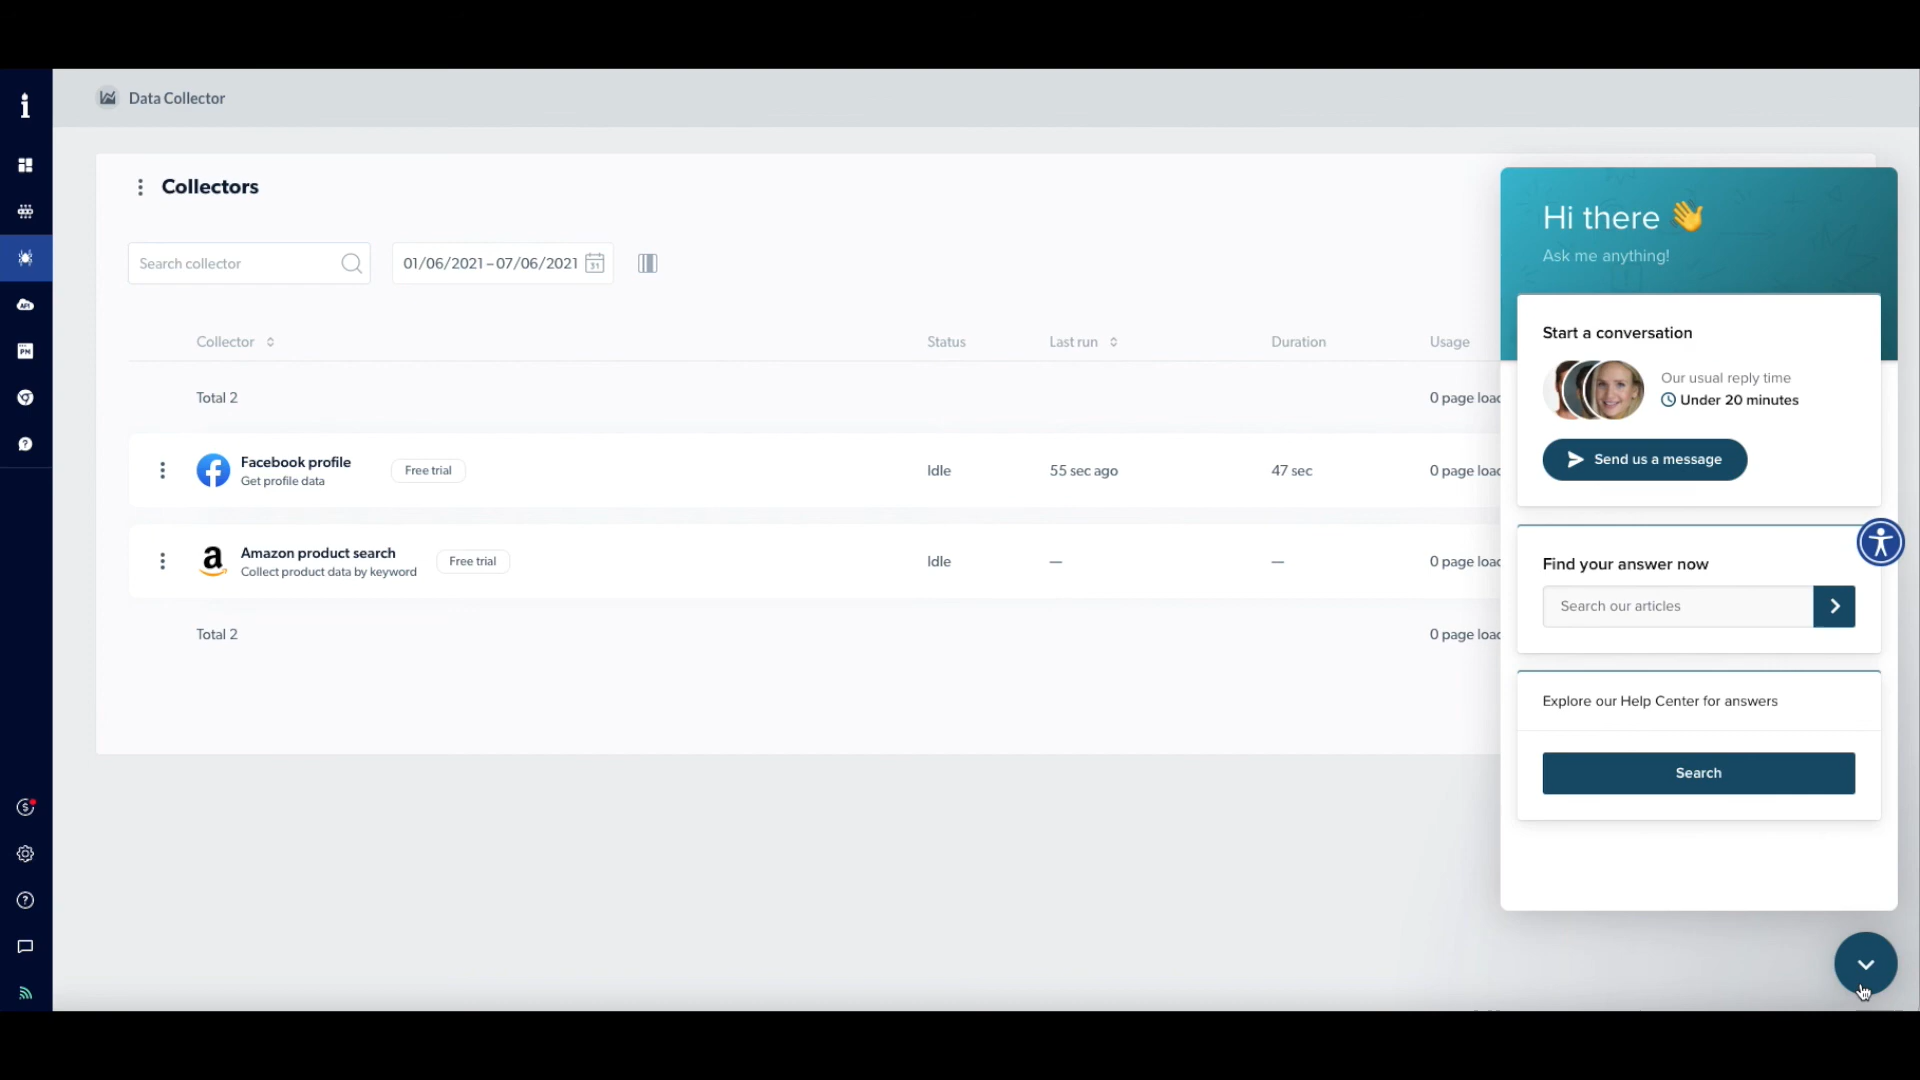 i
Data Collector
Collectors
Search collector
01/06/2021 – 07/06/2021
31
Collector
Status
Last run
Duration
Usage
Total 2
0 page
Facebook profile
Get profile data
Free trial
Idle
55 sec ago
47 sec
0 page
a
Amazon product search
Collect product data by keyword
Free trial
Idle
—
—
0 page
Total 2
0 page
API
PM
Hi there 👋
Ask me anything!
Start a conversation
Our usual reply time
Under 20 minutes
Send us a message
Find your answer now
Search our articles
Explore our Help Center for answers
Search